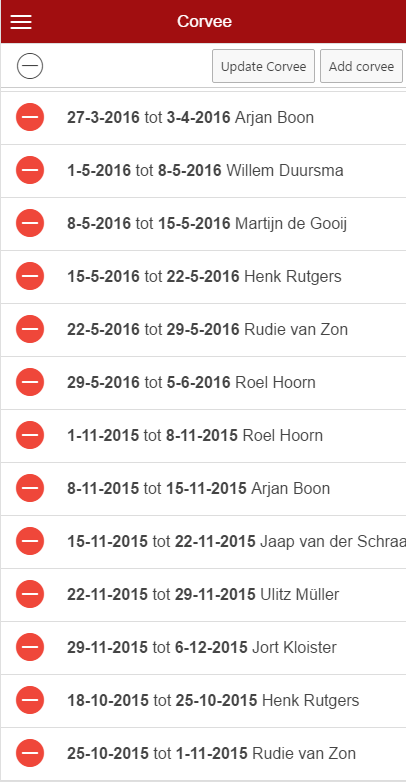 Corvee
Update Corvee Add corvee
27-3-2016 tot 3-4-2016 Arjan Boon
1-5-2016 tot 8-5-2016 Willem Duursma
8-5-2016 tot 15-5-2016 Martijn de Gooij
15-5-2016 tot 22-5-2016 Henk Rutgers
22-5-2016 tot 29-5-2016 Rudie van Zon
29-5-2016 tot 5-6-2016 Roel Hoorn
1-11-2015 tot 8-11-2015 Roel Hoorn
8-11-2015 tot 15-11-2015 Arjan Boon
15-11-2015 tot 22-11-2015 Jaap van der Schraa
22-11-2015 tot 29-11-2015 Ulitz Müller
29-11-2015 tot 6-12-2015 Jort Kloister
18-10-2015 tot 25-10-2015 Henk Rutgers
25-10-2015 tot 1-11-2015 Rudie van Zon